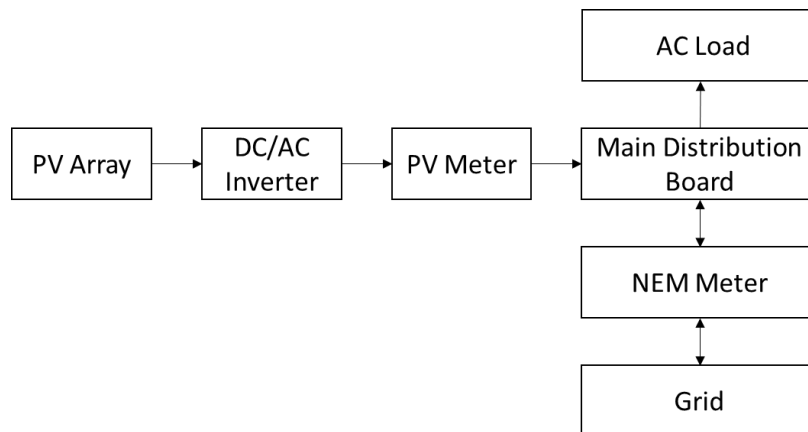 AC Load
PV Array
DC/AC
Inverter
PV Meter
Main Distribution
Board
NEM Meter
Grid